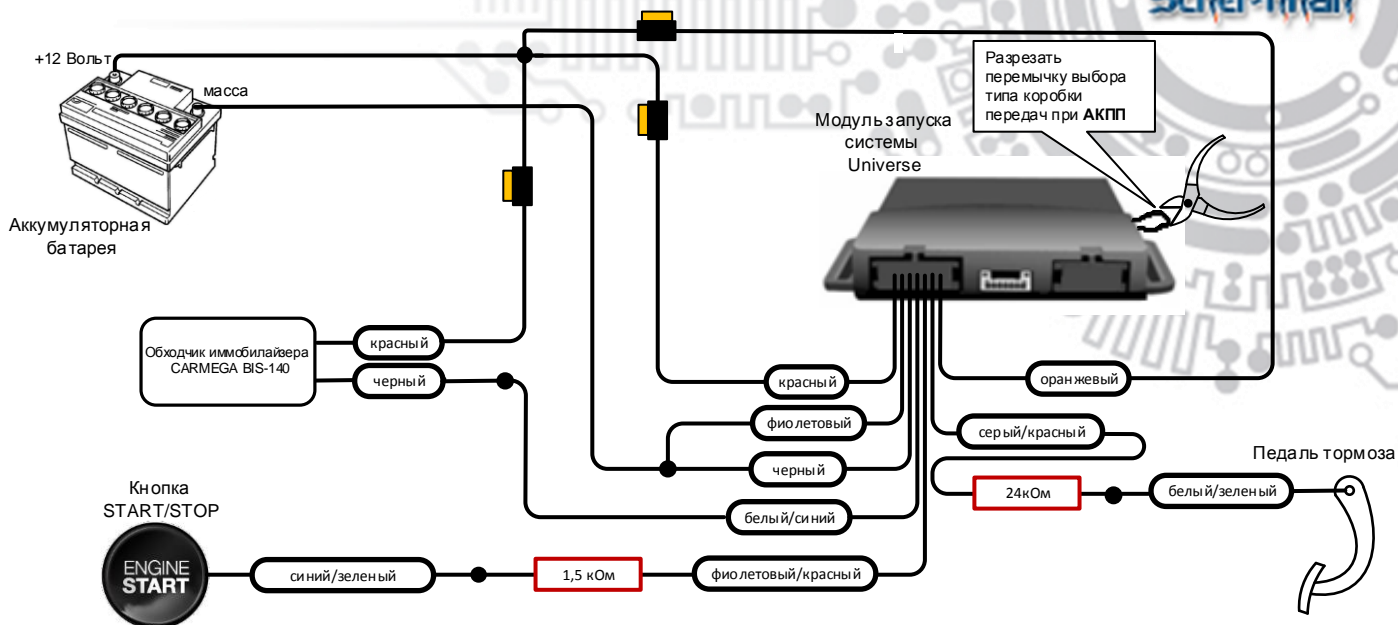 Scher-Khan
+12 Вольт
масса
Аккумуляторная
батарея
Разрезать
перемычку выбора
типа коробки
передач при АКПП
Модуль запуска
системы
Universe
Обходчик иммобилайзера
CARMEGA BIS-140
красный
черный
красный
фиолетовый
черный
белый/синий
оранжевый
серый/красный
24кОм
белый/зеленый
Педаль тормоза
Кнопка
START/STOP
ENGINE
START
синий/зеленый
1,5 кОм
фиолетовый/красный